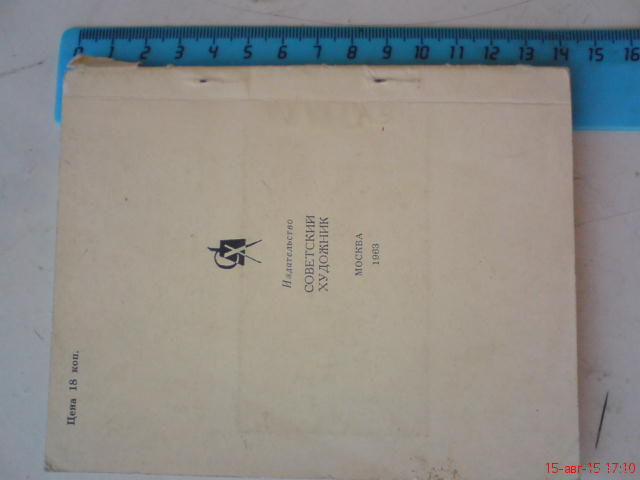 0 1 2 3 4 5 6 7 8 9 10 11 12 13 14 15 16
Издательство
СОВЕТСКИЙ
ХУДОЖНИК
МОСКВА
1963
Цена 18 коп.
15-авг-15 17:10